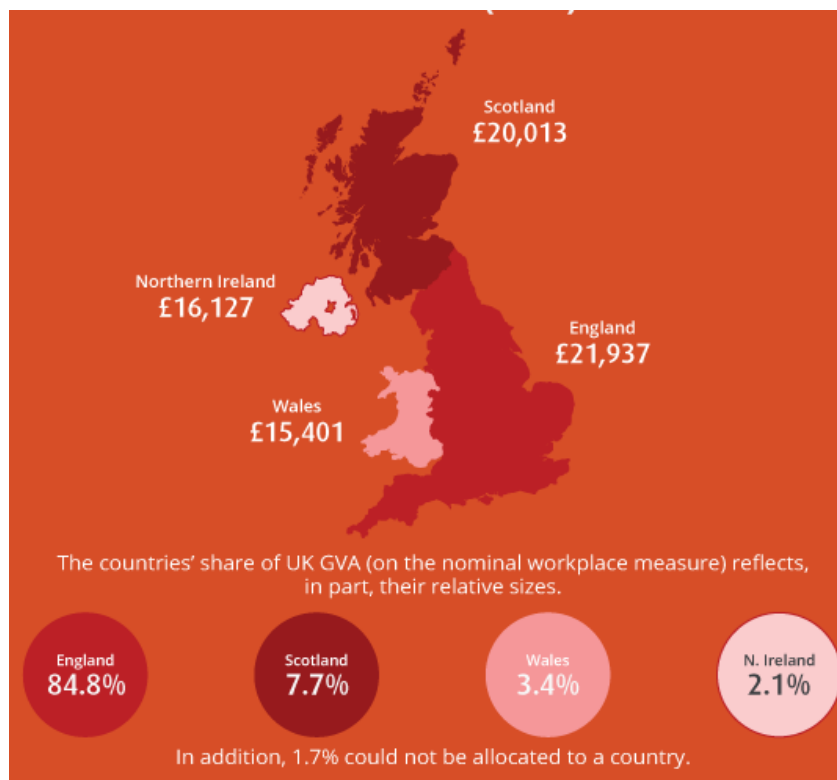 Scotland
£20,013
Northern Ireland
£16,127
England
£21,937
Wales
£15,401
The countries’ share of UK GVA (on the nominal workplace measure) reflects,
in part, their relative sizes.
England
84.8%
Scotland
7.7%
Wales
3.4%
N. Ireland
2.1%
In addition, 1.7% could not be allocated to a country.